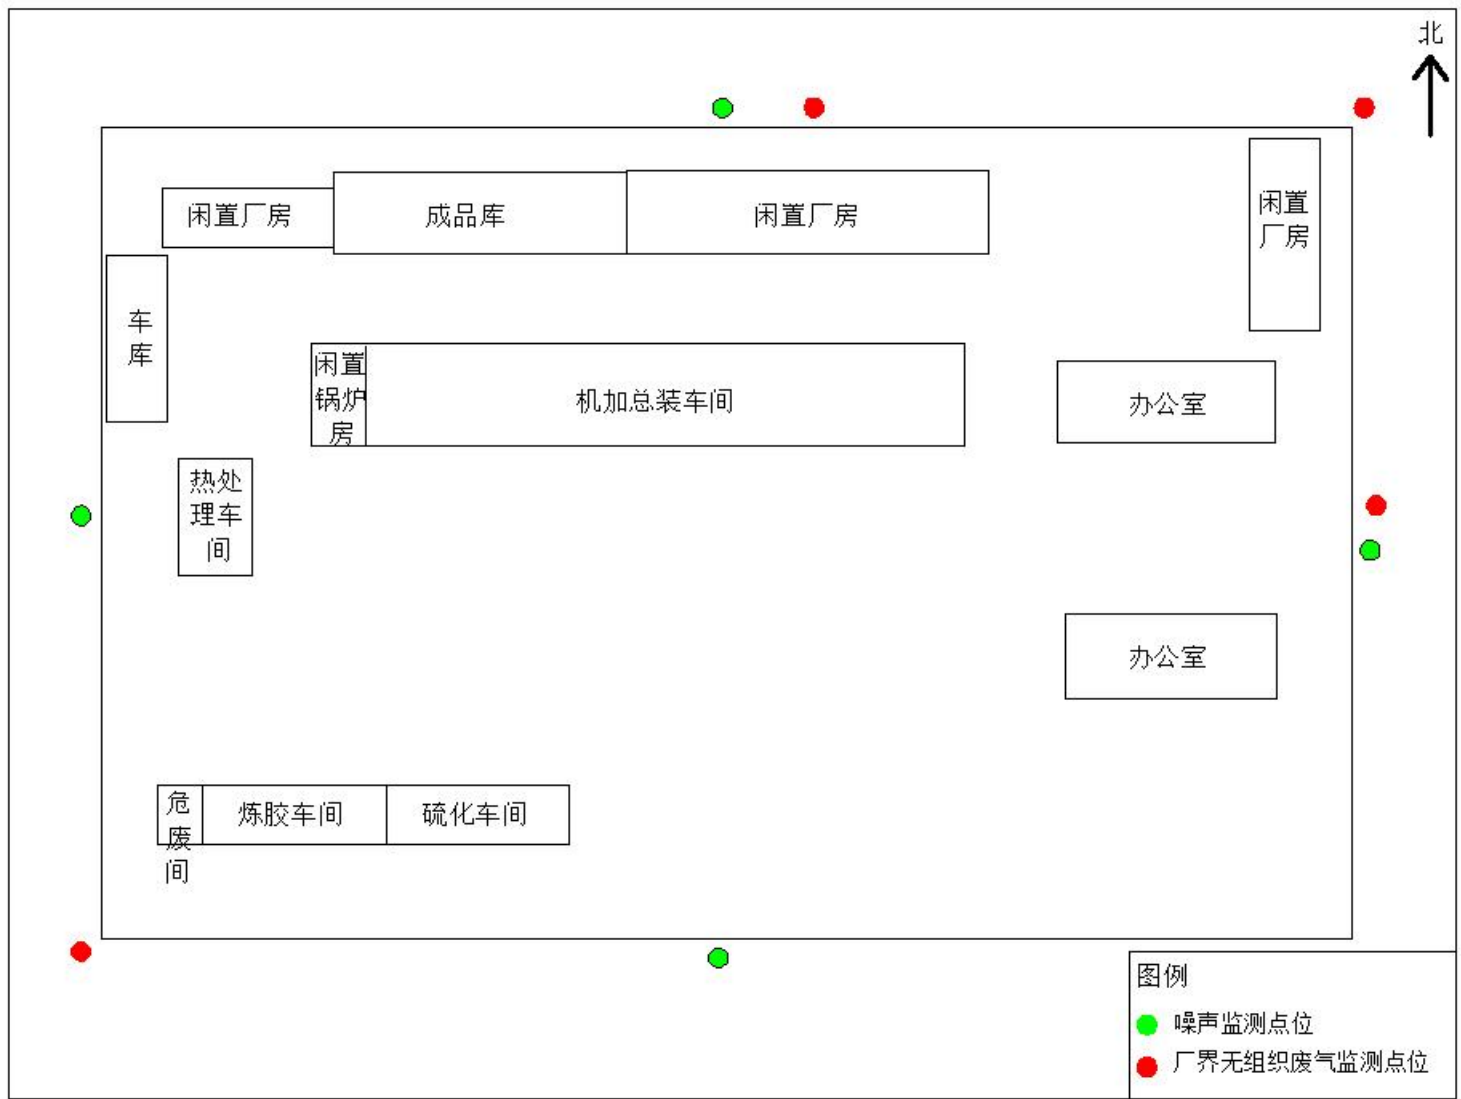 北
闲置厂房
成品库
闲置厂房
闲置
厂房
车
库
闲置
锅炉
房
机加总装车间
办公室
热处
理车
间
办公室
危
废
间
炼胶车间
硫化车间
图例
噪声监测点位
厂界无组织废气监测点位